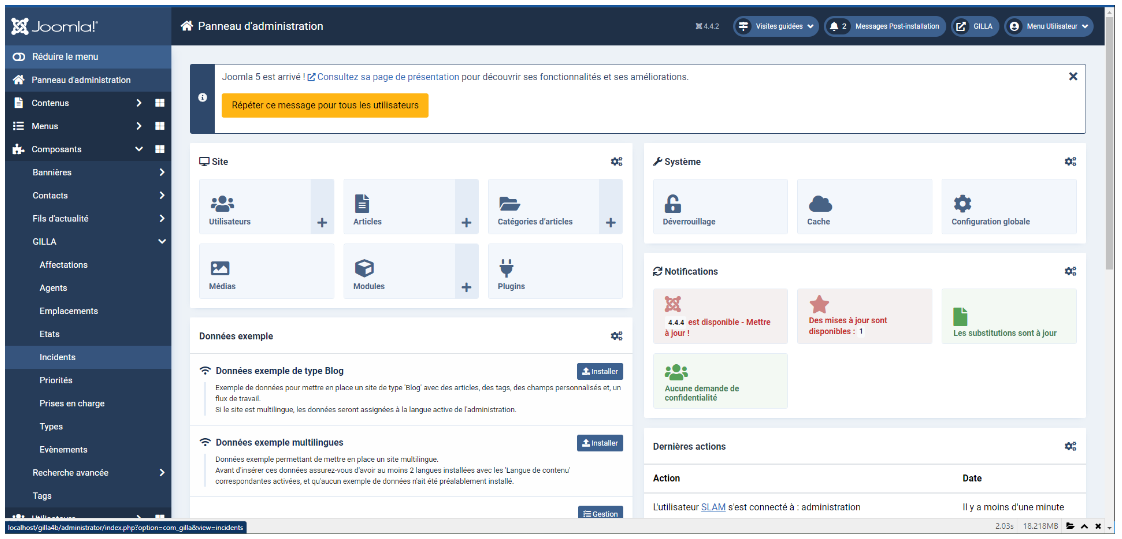 Joomla!
Panneau d'administration
4.4.2
Visites guidées
2 Messages Post-installation
GILLA
Menu Utilisateur
Réduire le menu
Panneau d'administration
Contenus
Menus
Composants
Bannières
Contacts
Fils d'actualité
GILLA
Affectations
Agents
Emplacements
Etats
Incidents
Priorités
Prises en charge
Types
Evènements
Recherche avancée
Tags
localhost/gilla4b/administrator/index.php?option=com_gilla&view=incidents
Joomla 5 est arrivé ! Consultez sa page de présentation pour découvrir ses fonctionnalités et ses améliorations.
Répéter ce message pour tous les utilisateurs
Site
Utilisateurs
Articles
Catégories d'articles
Médias
Modules
Plugins
Données exemple
Données exemple de type Blog
Installer
Exemple de données pour mettre en place un site de type 'Blog' avec des articles, des tags, des champs personnalisés et, un
flux de travail.
Si le site est multilingue, les données seront assignées à la langue active de l'administration.
Données exemple multilingues
Installer
Données exemple permettant de mettre en place un site multilingue.
Avant d'insérer ces données assurez-vous d'avoir au moins 2 langues installées avec les 'Langue de contenu'
correspondantes activées, et qu'aucun exemple de données n'ait été préalablement installé.
Gestion
Système
Déverrouillage
Cache
Configuration globale
Notifications
4.4.4 est disponible - Mettre
à jour !
Des mises à jour sont
disponibles : 1
Les substitutions sont à jour
Aucune demande de
confidentialité
Dernières actions
Action
Date
L'utilisateur SLAM s'est connecté à : administration
Il y a moins d'une minute
2.03s 18.218MB